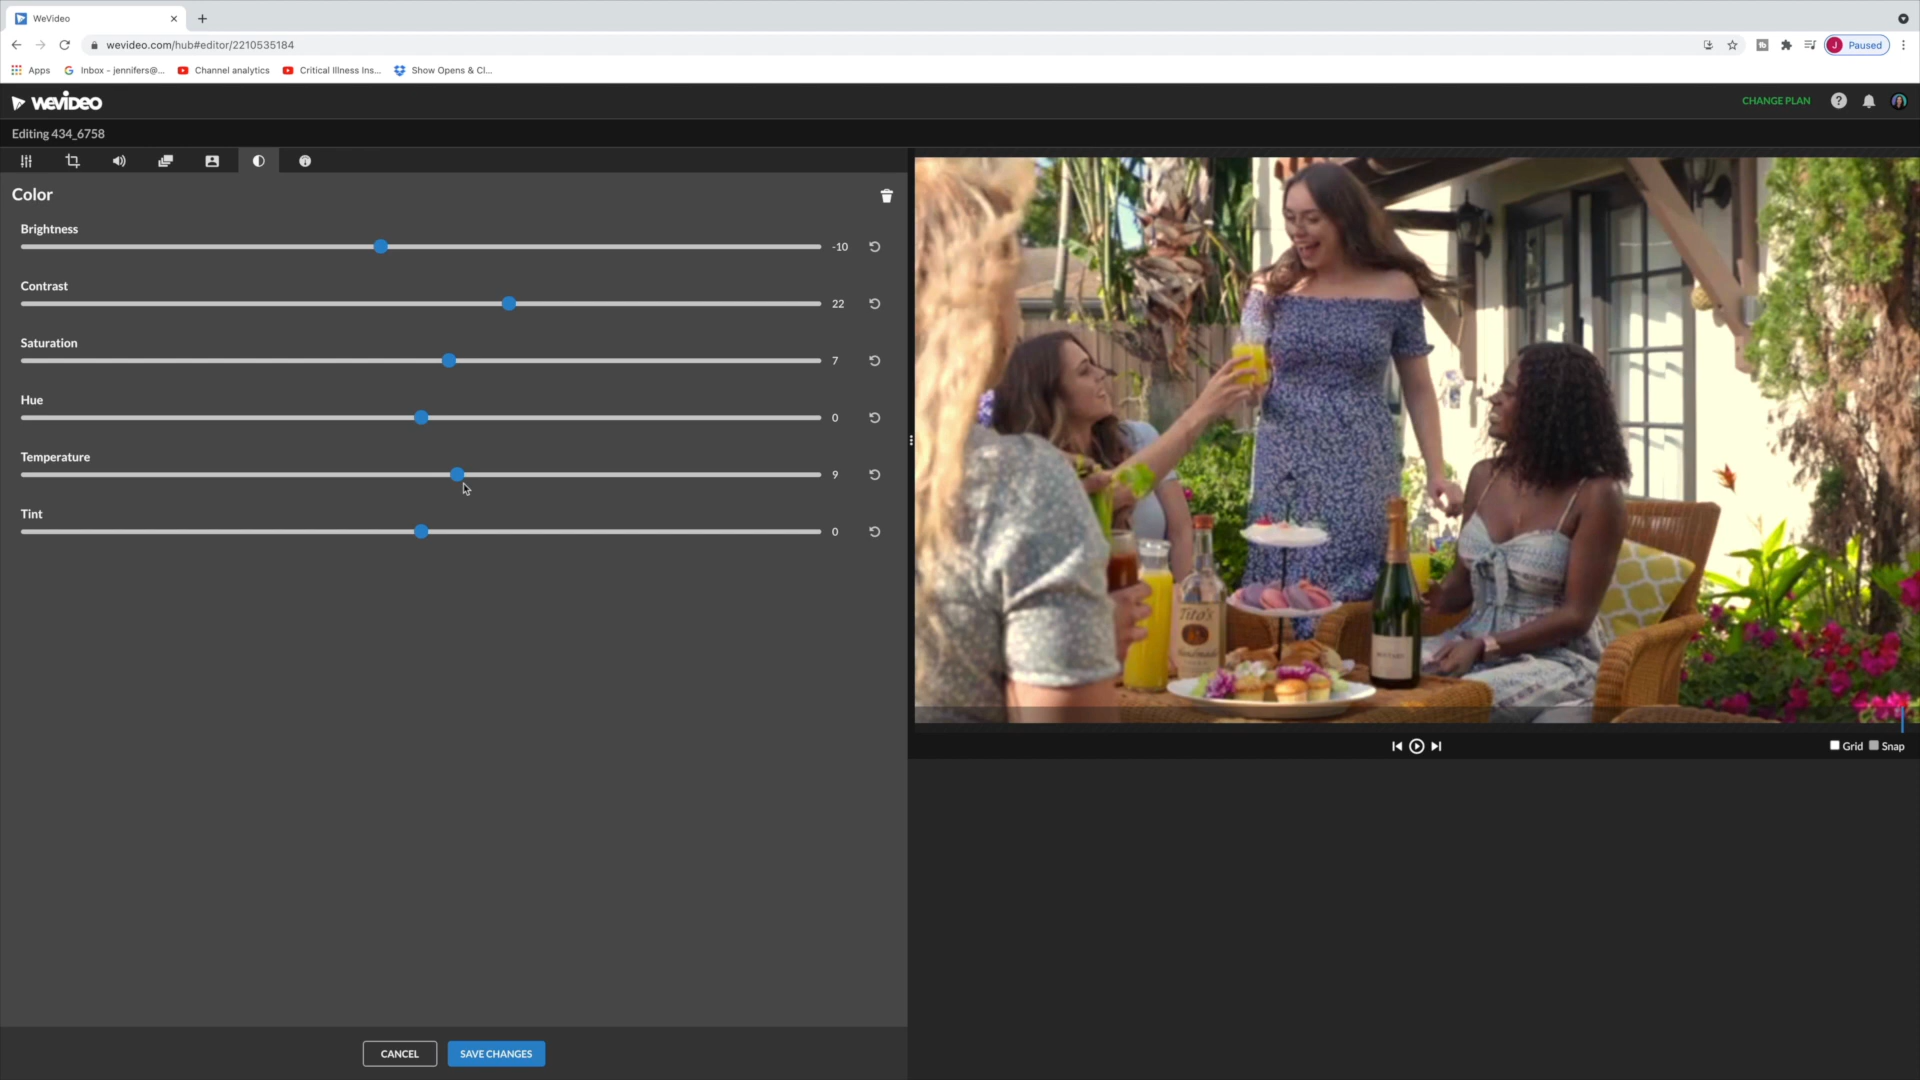 WeVideo
wevideo.com/hub#editor/2210535184
Paused
Apps
Inbox - jennifers@...
Channel analytics
Critical Illness Ins...
Show Opens & Cl...
WEVIDEO
CHANGE PLAN
Editing 434_6758
Color
Brightness
-10
Contrast
22
Saturation
7
Hue
0
Temperature
9
Tint
0
Tito's
Handmade
Grid
Snap
CANCEL
SAVE CHANGES